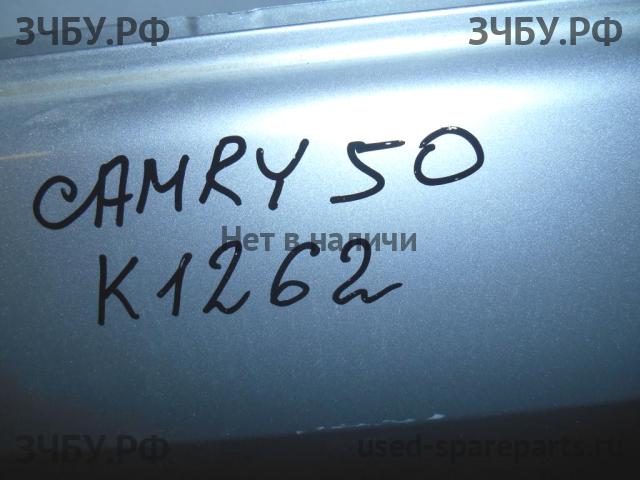 ЗЧБУ.РФ ЗЧБУ.РФ
CAMRY 50
Нет в наличи
K1262
ЗЧБУ.РФ used-spareparts.ru